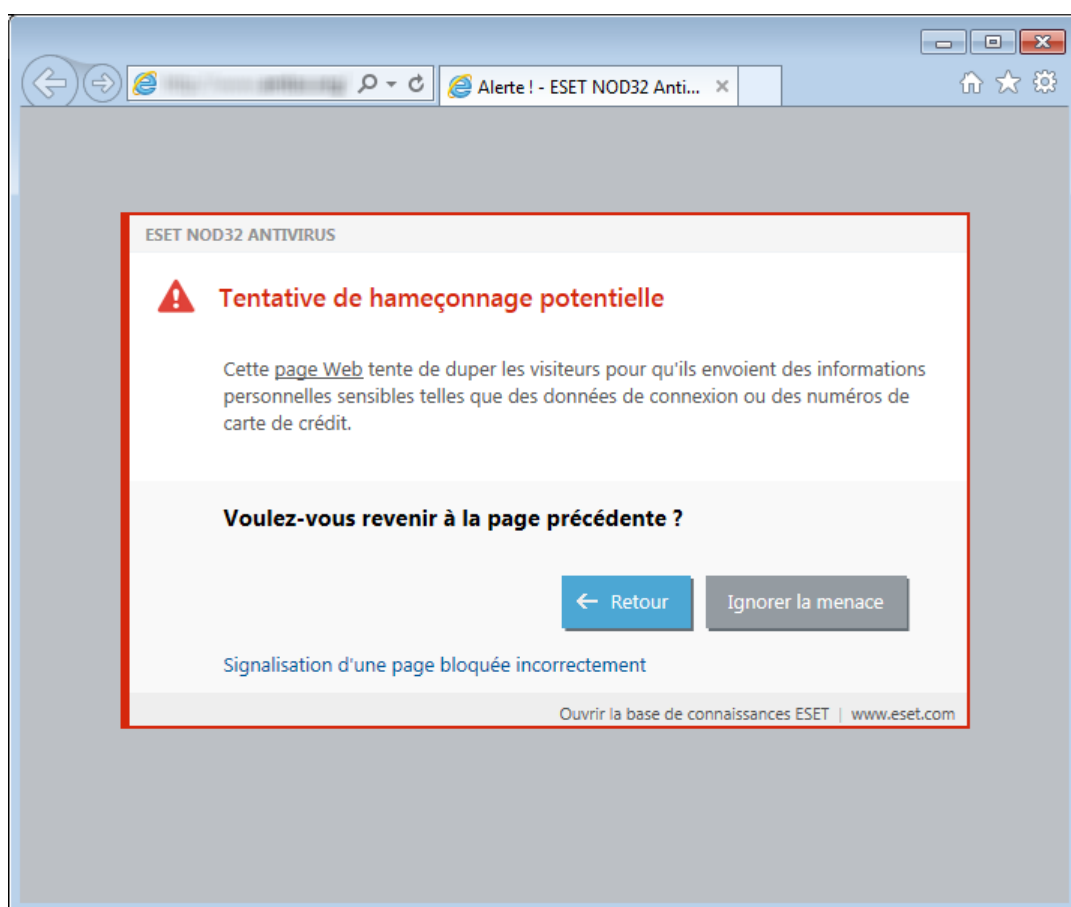 Alerte ! - ESET NOD32 Anti...
ESET NOD32 ANTIVIRUS
Tentative de hameçonnage potentielle
Cette page Web tente de duper les visiteurs pour qu'ils envoient des informations
personnelles sensibles telles que des données de connexion ou des numéros de
carte de crédit.
Voulez-vous revenir à la page précédente ?
Retour
Ignorer la menace
Signalisation d'une page bloquée incorrectement
Ouvrir la base de connaissances ESET | www.eset.com